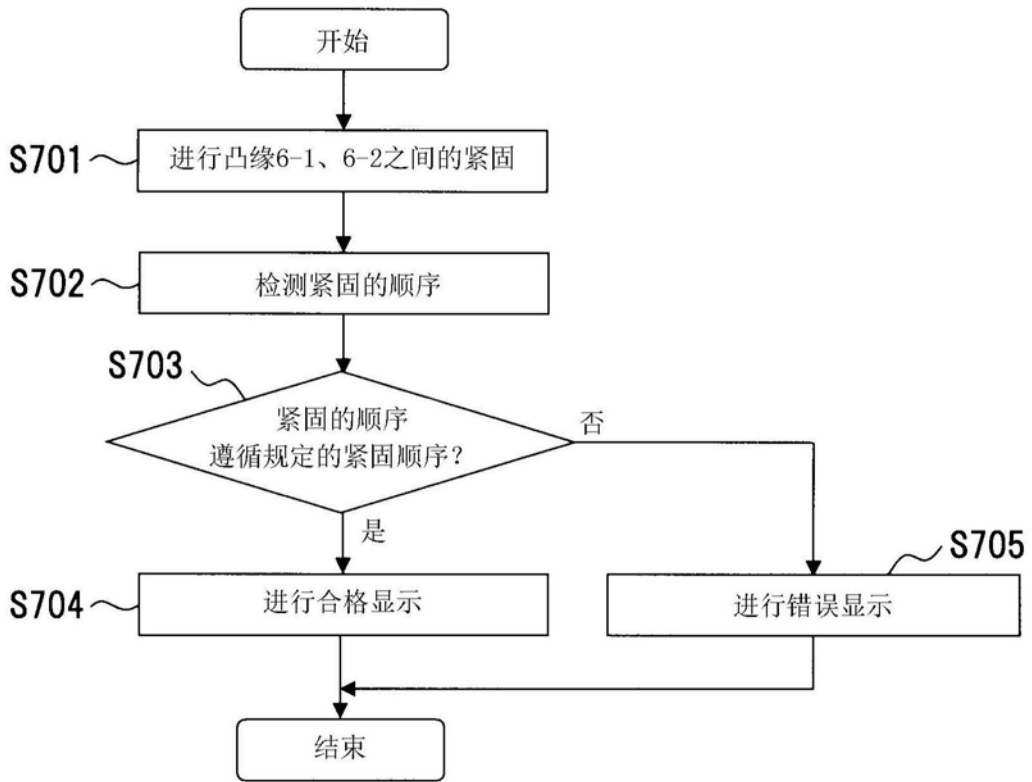 开始
S701
进行凸缘6-1、6-2之间的紧固
S702
检测紧固的顺序
S703
紧固的顺序
遵循规定的紧固顺序?
否
是
S704
进行合格显示
S705
进行错误显示
结束